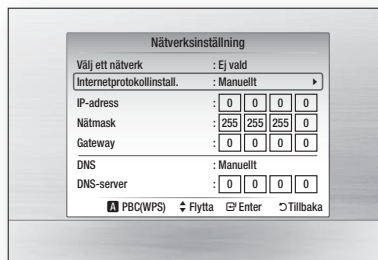 Nätverksinställning
Välj ett nätverk : Ej vald
Internetprotokollinstall. : Manuellt
IP-adress : 0 0 0 0
Nätmask : 255 255 255 0
Gateway : 0 0 0 0
DNS : Manuellt
DNS-server : 0 0 0 0
A PBC(WPS) Flytta Enter Tillbaka